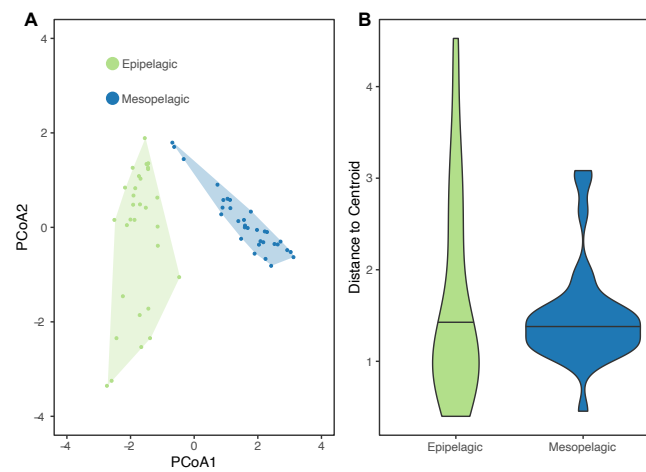 A
B
Epipelagic
Mesopelagic
4
2
0
-2
-4
PCoA2
-4
-2
0
2
4
PCoA1
4
3
2
1
Distance to Centroid
Epipelagic
Mesopelagic